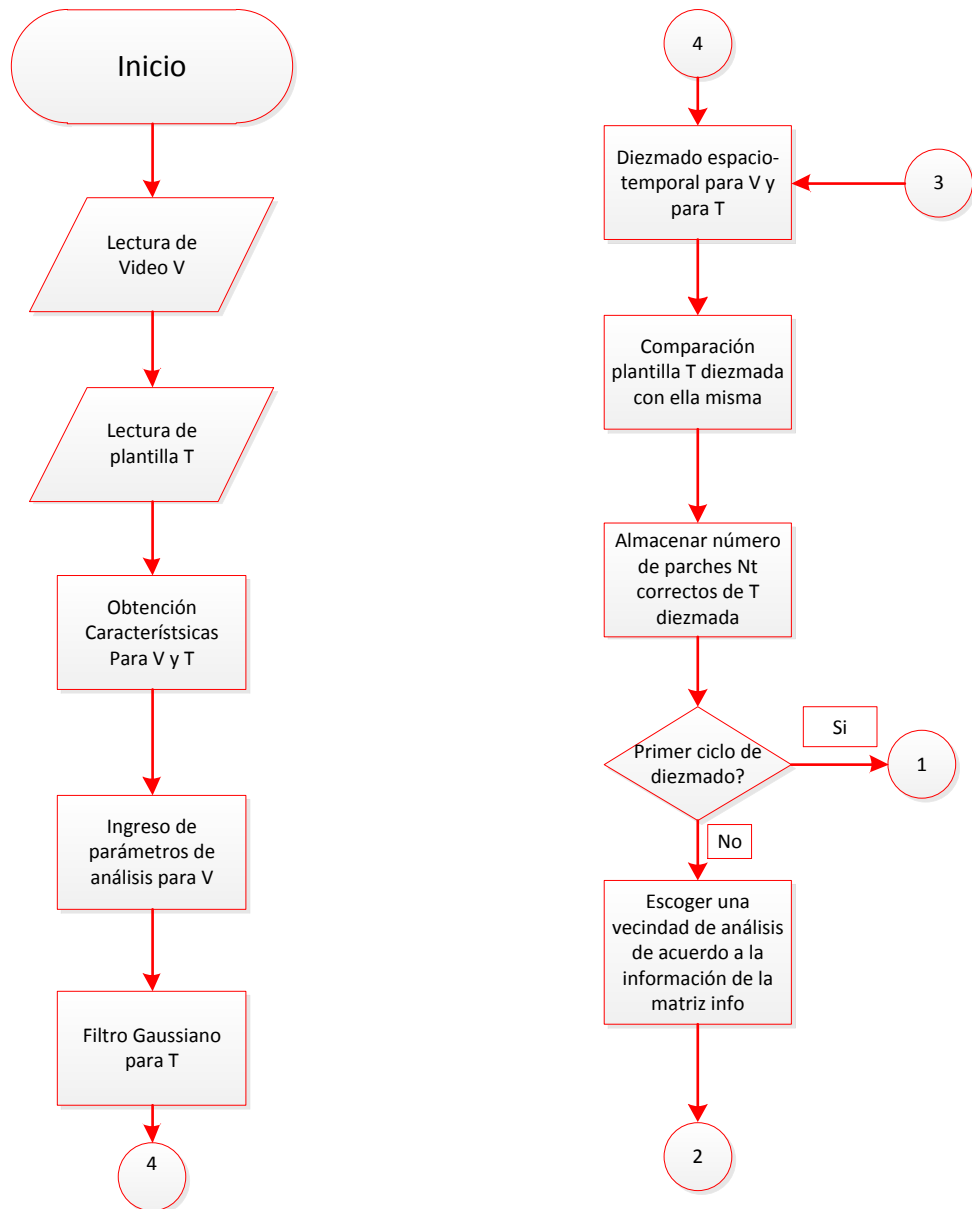 Inicio
Lectura de
Video V
Lectura de
plantilla T
Obtención
Característsicas
Para V y T
Ingreso de
parámetros de
análisis para V
Filtro Gaussiano
para T
4
4
Diezmado espacio-
temporal para V y
para T
3
Comparación
plantilla T diezmada
con ella misma
Almacenar número
de parches Nt
correctos de T
diezmada
Primer ciclo de
diezmado?
Si
1
No
Escoger una
vecindad de análisis
de acuerdo a la
información de la
matriz info
2